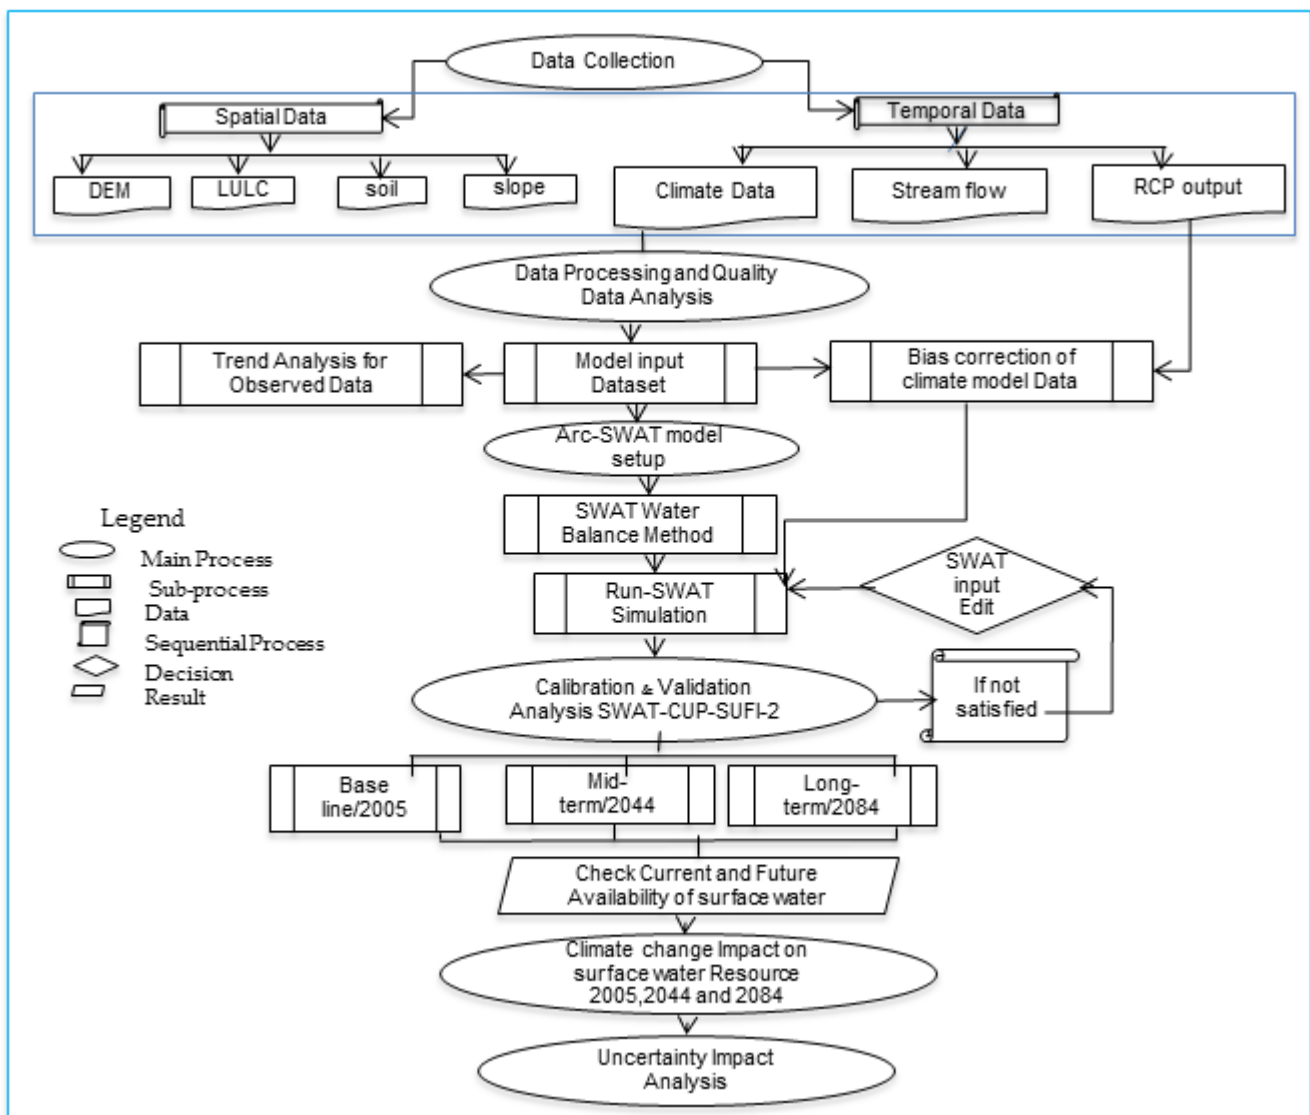 Data Collection
Spatial Data
Temporal Data
DEM
LULC
soil
slope
Climate Data
Stream flow
RCP output
Data Processing and Quality
Data Analysis
Trend Analysis for
Observed Data
Model input
Dataset
Bias correction of
climate model Data
Arc-SWAT model
setup
SWAT Water
Balance Method
Legend
Main Process
Sub-process
Data
Sequential Process
Decision
Result
Run-SWAT
Simulation
SWAT
input
Edit
Calibration & Validation
Analysis SWAT-CUP-SUFI-2
If not
satisfied
Base
line/2005
Mid-
term/2044
Long-
term/2084
Check Current and Future
Availability of surface water
Climate change Impact on
surface water Resource
2005,2044 and 2084
Uncertainty Impact
Analysis